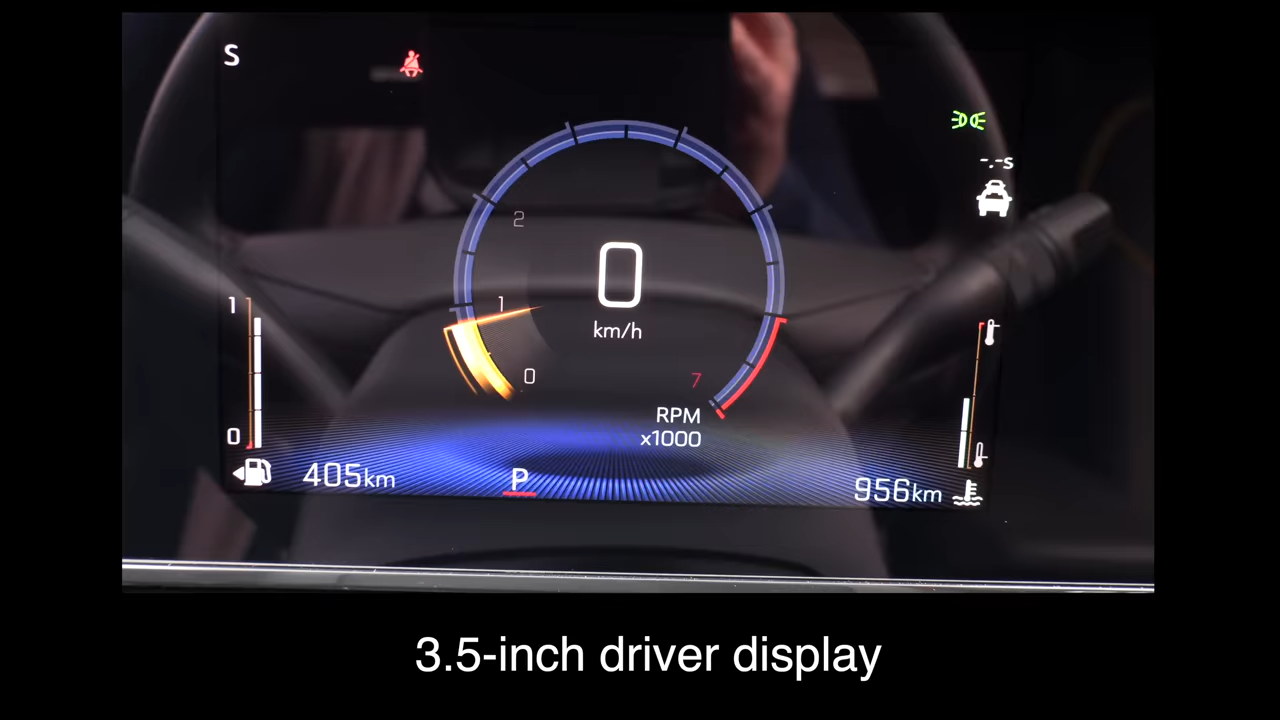 S
-.-s
2
0
km/h
1
1
0
7
RPM
x1000
0
405km
P
956km
3.5-inch driver display